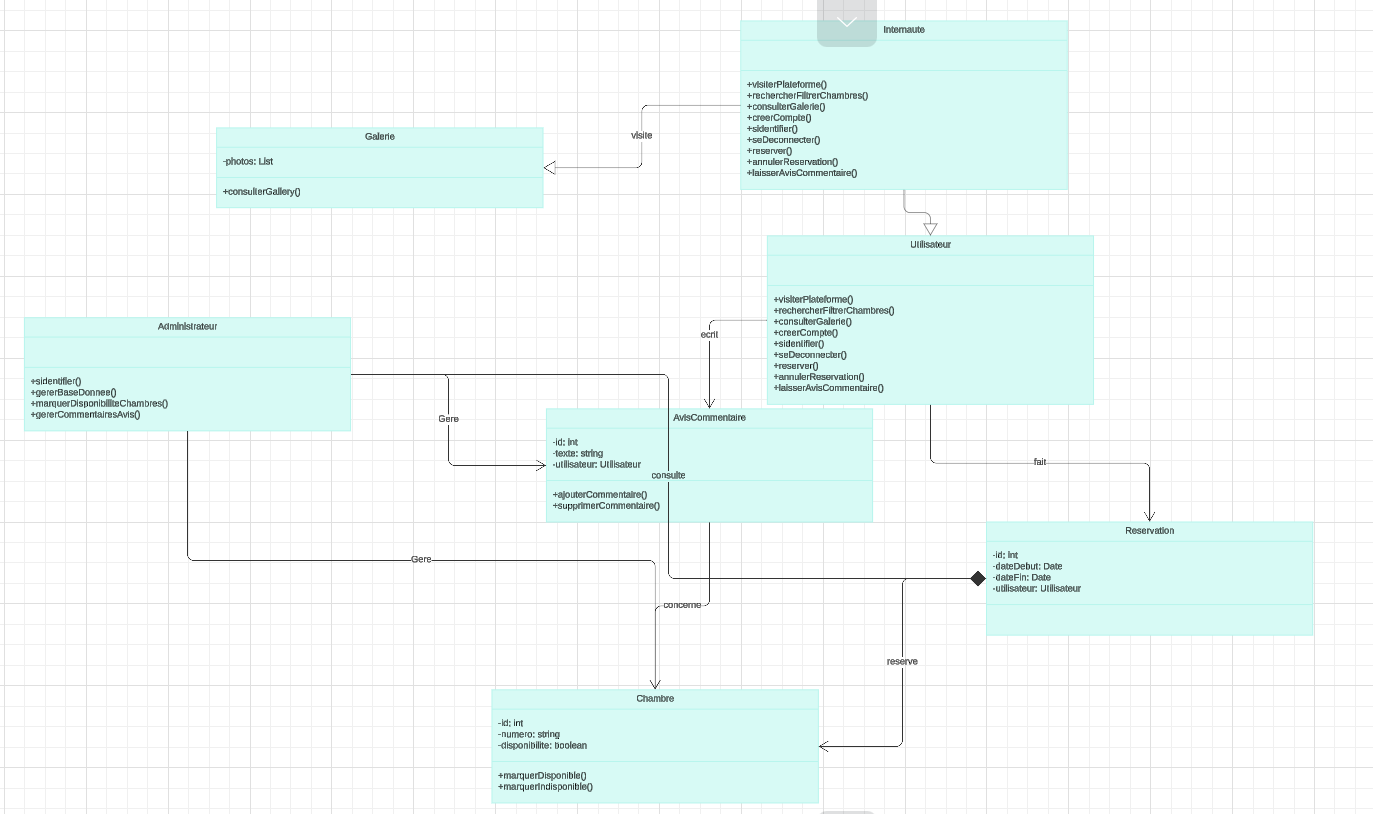 Internaute
+visiterPlateforme()
+rechercherFiltrerChambres()
+consulterGalerie()
+creerCompte()
+sidentifier()
+seDeconnecter()
+reserver()
+annulerReservation()
+laisserAvisCommentaire()
visite
Galerie
-photos: List
+consulterGallery()
Utilisateur
+visiterPlateforme()
+rechercherFiltrerChambres()
+consulterGalerie()
+creerCompte()
+sidentifier()
+seDeconnecter()
+reserver()
+annulerReservation()
+laisserAvisCommentaire()
Administrateur
+sidentifier()
+gererBaseDonnee()
+marquerDisponibiliteChambres()
+gererCommentairesAvis()
ecrit
Gere
AvisCommentaire
-id: int
-texte: string
-utilisateur: Utilisateur
consulte
+ajouterCommentaire()
+supprimerCommentaire()
fait
Reservation
-id: int
-dateDebut: Date
-dateFin: Date
-utilisateur: Utilisateur
Gere
concerne
reserve
Chambre
-id: int
-numero: string
-disponibilite: boolean
+marquerDisponible()
+marquerIndisponible()